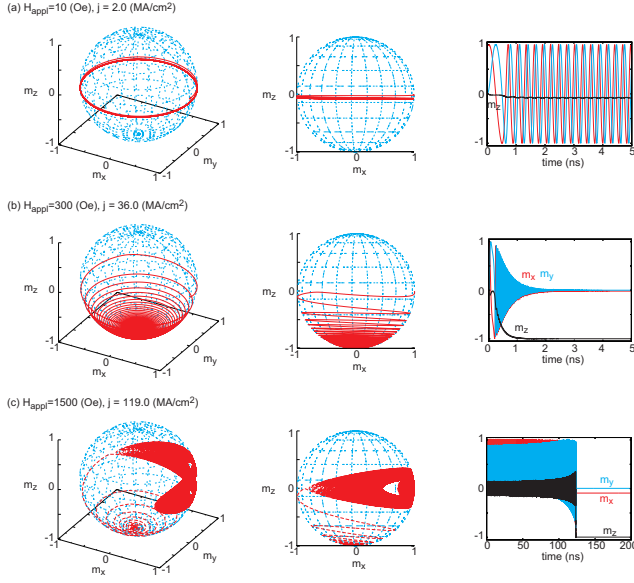 (a) H_appl=10 (Oe), j = 2.0 (MA/cm²)
1
m_z 0
-1
-1
0
m_x
1
-1
0
m_y
1
1
m_z 0
-1
-1
0
m_x
1
1
0
-1
m_z
0 1 2 3 4 5
time (ns)
(b) H_appl=300 (Oe), j = 36.0 (MA/cm²)
1
m_z 0
-1
-1
0
m_x
1
-1
0
m_y
1
1
m_z 0
-1
-1
0
m_x
1
1
0
-1
m_x m_y
m_z
0 1 2 3 4 5
time (ns)
(c) H_appl=1500 (Oe), j = 119.0 (MA/cm²)
1
m_z 0
-1
-1
0
m_x
1
-1
0
m_y
1
1
m_z 0
-1
-1
0
m_x
1
1
0
-1
m_y
m_x
m_z
0 50 100 150 200
time (ns)